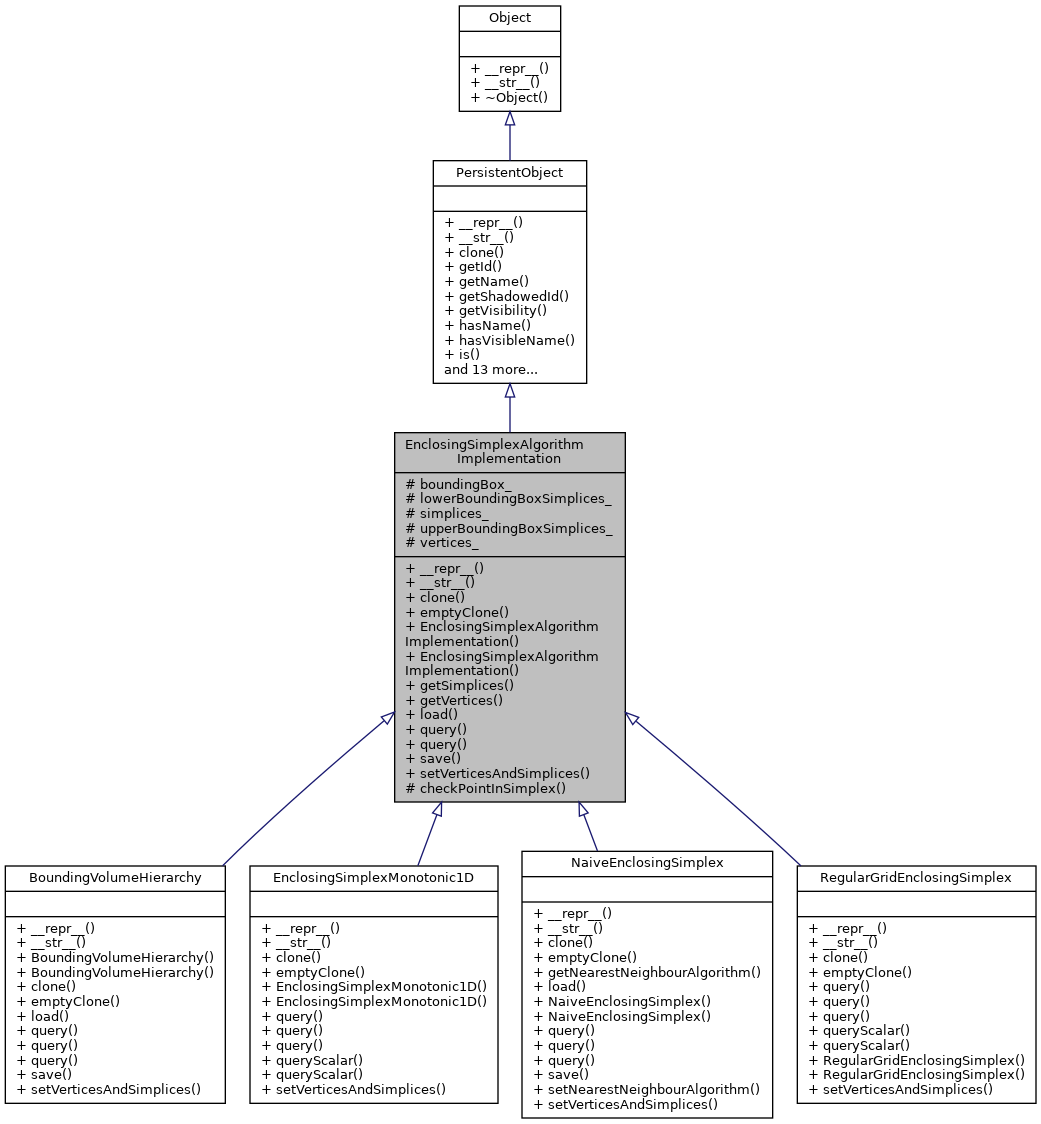 Object
+ __repr__()
+ __str__()
+ ~Object()
PersistentObject
+ __repr__()
+ __str__()
+ clone()
+ getId()
+ getName()
+ getShadowedId()
+ getVisibility()
+ hasName()
+ hasVisibleName()
+ is()
and 13 more...
EnclosingSimplexAlgorithm
Implementation
# boundingBox_
# lowerBoundingBoxSimplices_
# simplices_
# upperBoundingBoxSimplices_
# vertices_
+ __repr__()
+ __str__()
+ clone()
+ emptyClone()
+ EnclosingSimplexAlgorithm
Implementation()
+ EnclosingSimplexAlgorithm
Implementation()
+ getSimplices()
+ getVertices()
+ load()
+ query()
+ query()
+ save()
+ setVerticesAndSimplices()
# checkPointInSimplex()
BoundingVolumeHierarchy
+ __repr__()
+ __str__()
+ BoundingVolumeHierarchy()
+ BoundingVolumeHierarchy()
+ clone()
+ emptyClone()
+ load()
+ query()
+ query()
+ query()
+ save()
+ setVerticesAndSimplices()
EnclosingSimplexMonotonic1D
+ __repr__()
+ __str__()
+ clone()
+ emptyClone()
+ EnclosingSimplexMonotonic1D()
+ EnclosingSimplexMonotonic1D()
+ query()
+ query()
+ query()
+ queryScalar()
+ queryScalar()
+ setVerticesAndSimplices()
NaiveEnclosingSimplex
+ __repr__()
+ __str__()
+ clone()
+ emptyClone()
+ getNearestNeighbourAlgorithm()
+ load()
+ NaiveEnclosingSimplex()
+ NaiveEnclosingSimplex()
+ query()
+ query()
+ query()
+ save()
+ setNearestNeighbourAlgorithm()
+ setVerticesAndSimplices()
RegularGridEnclosingSimplex
+ __repr__()
+ __str__()
+ clone()
+ emptyClone()
+ query()
+ query()
+ query()
+ queryScalar()
+ queryScalar()
+ RegularGridEnclosingSimplex()
+ RegularGridEnclosingSimplex()
+ setVerticesAndSimplices()